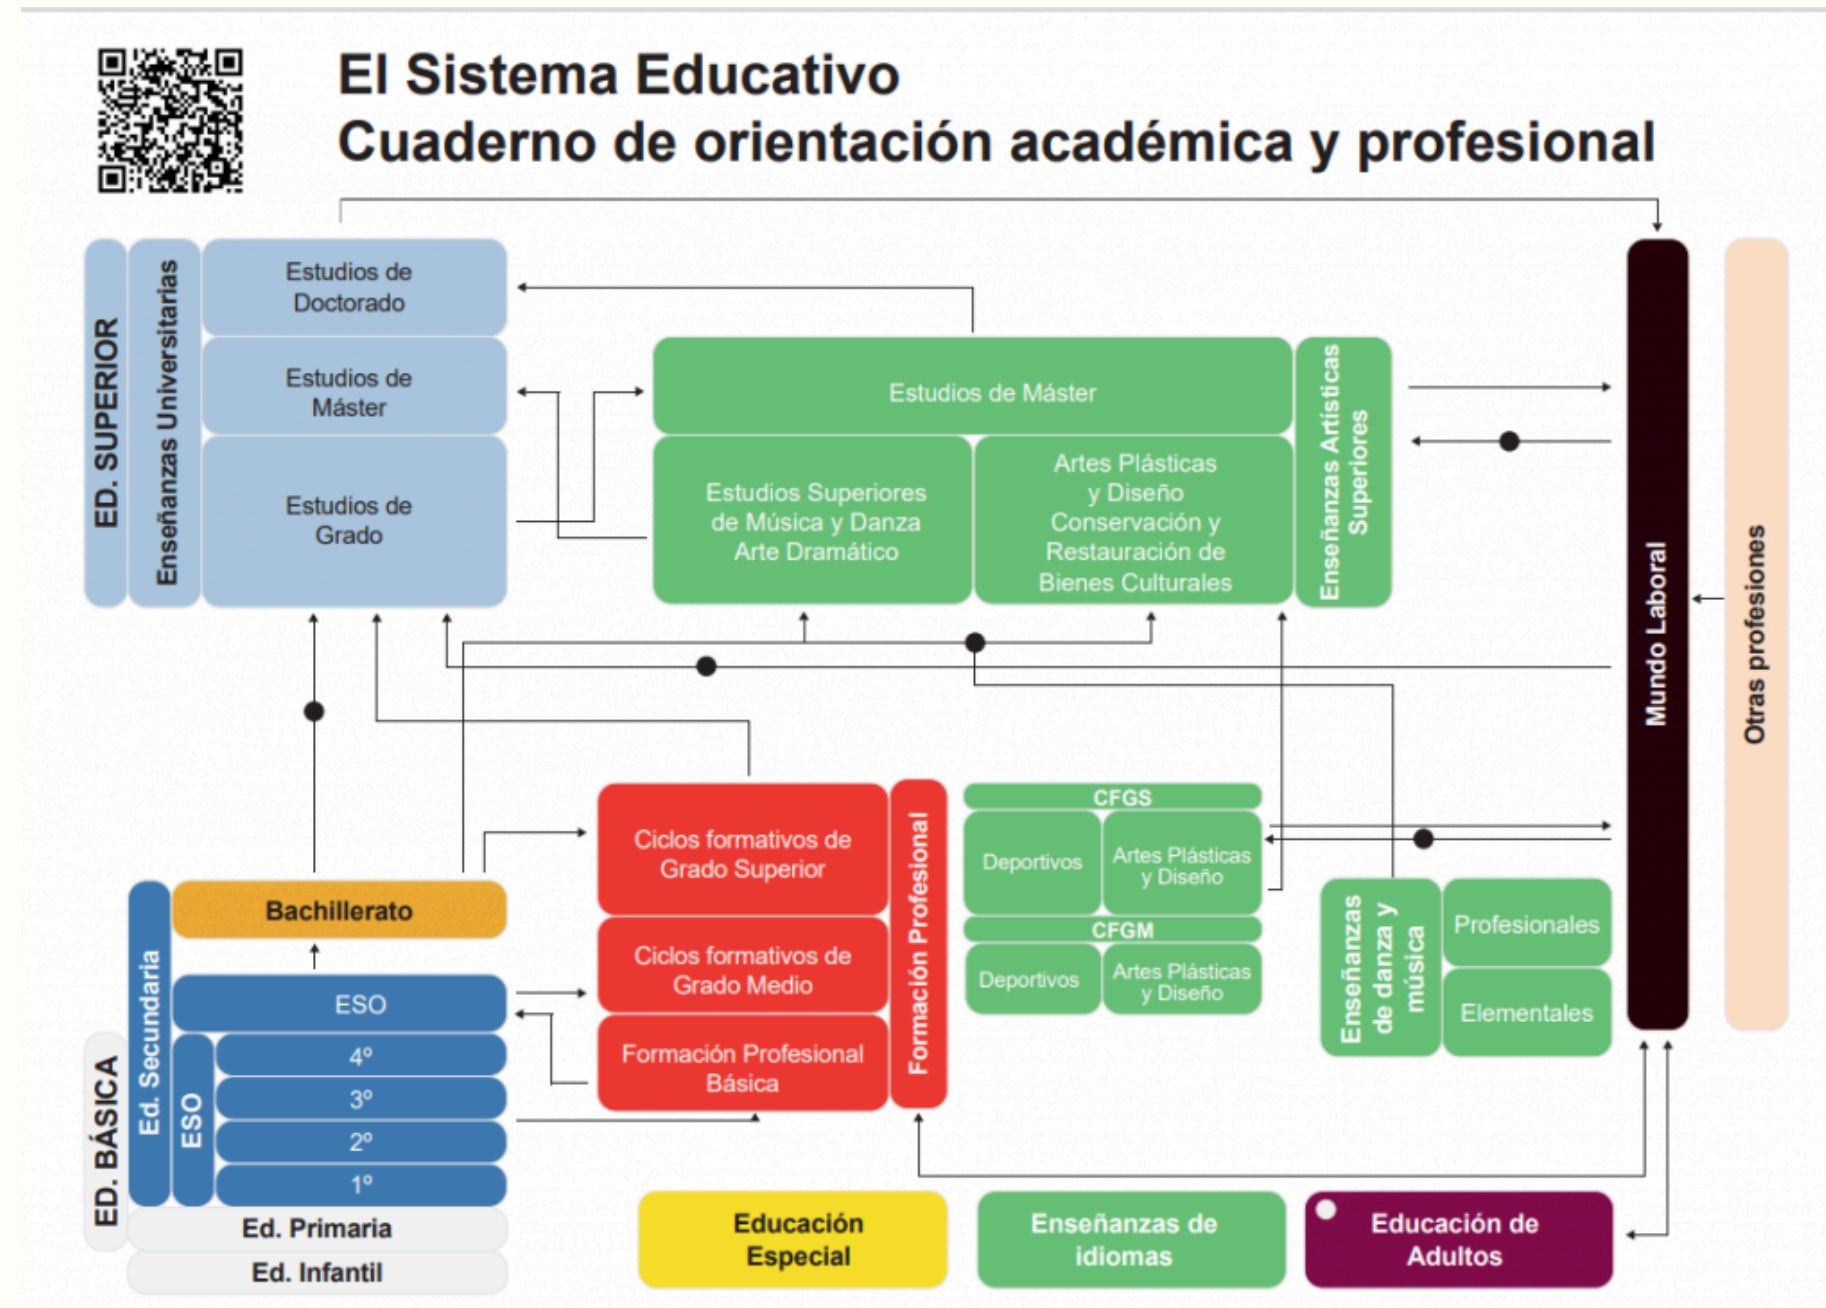 El Sistema Educativo
Cuaderno de orientación académica y profesional
ED. SUPERIOR
Enseñanzas Universitarias
Estudios de
Doctorado
Estudios de
Máster
Estudios de
Grado
Estudios de Máster
Estudios Superiores
de Música y Danza
Arte Dramático
Artes Plásticas
y Diseño
Conservación y
Restauración de
Bienes Culturales
Enseñanzas Artísticas
Superiores
Mundo Laboral
Otras profesiones
Ciclos formativos de
Grado Superior
Ciclos formativos de
Grado Medio
Formación Profesional
Básica
Formación Profesional
CFGS
Deportivos
Artes Plásticas
y Diseño
CFGM
Deportivos
Artes Plásticas
y Diseño
Enseñanzas
de danza y
música
Profesionales
Elementales
Bachillerato
Ed. Secundaria
ESO
ESO
4º
3º
2º
1º
ED. BÁSICA
Ed. Primaria
Ed. Infantil
Educación
Especial
Enseñanzas de
idiomas
Educación de
Adultos